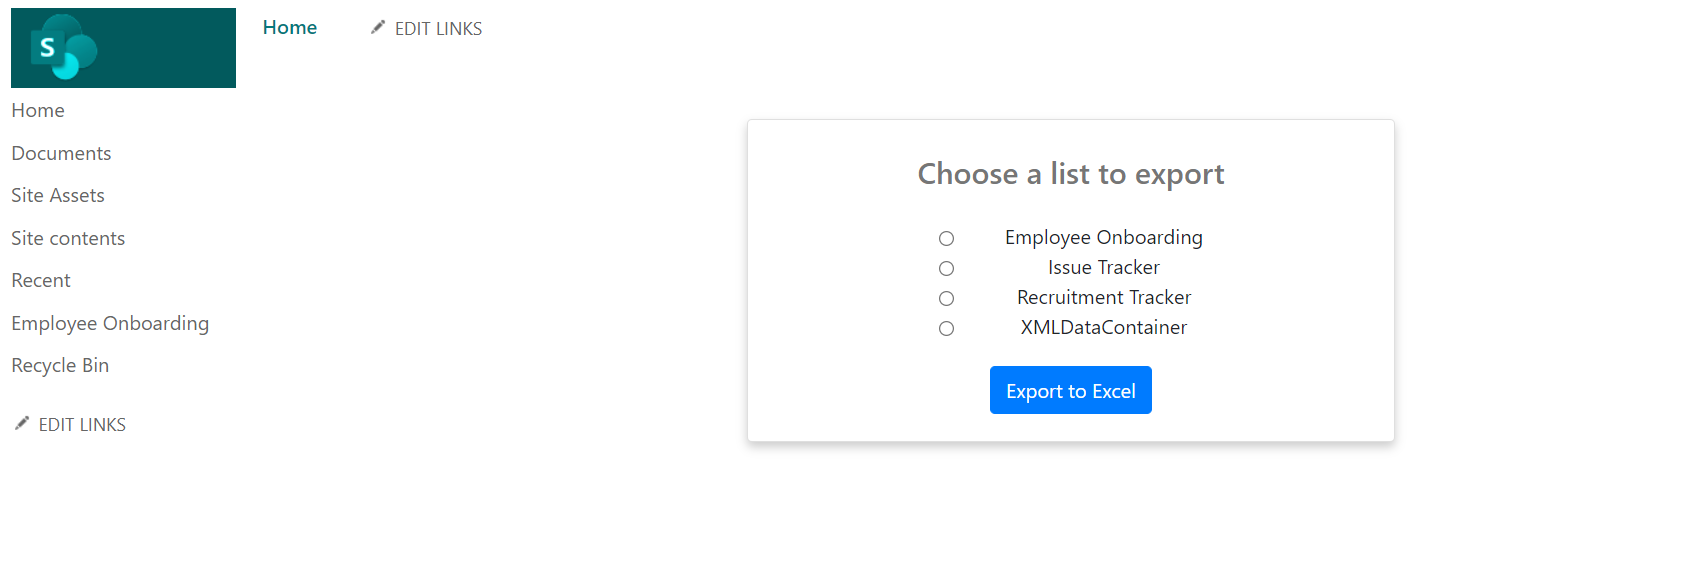 S
Home
EDIT LINKS
Home
Documents
Site Assets
Site contents
Recent
Employee Onboarding
Recycle Bin
EDIT LINKS
Choose a list to export
Employee Onboarding
Issue Tracker
Recruitment Tracker
XMLDataContainer
Export to Excel